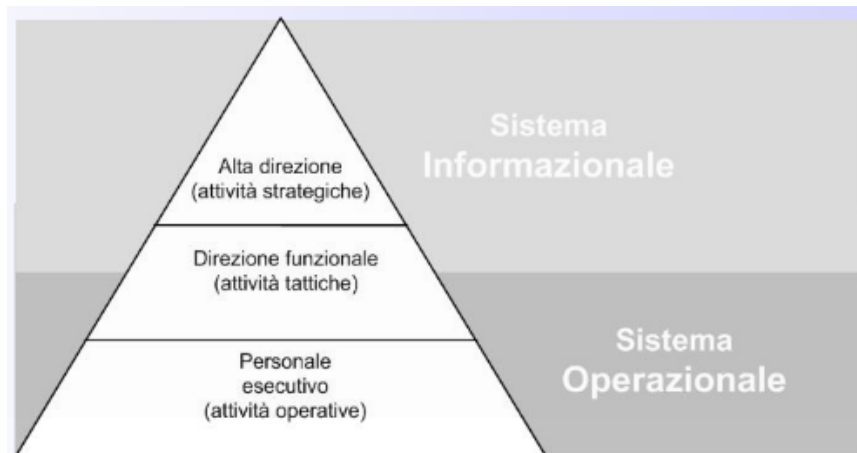 Sistema
Informazionale
Alta direzione
(attività strategiche)
Direzione funzionale
(attività tattiche)
Sistema
Operazionale
Personale
esecutivo
(attività operative)